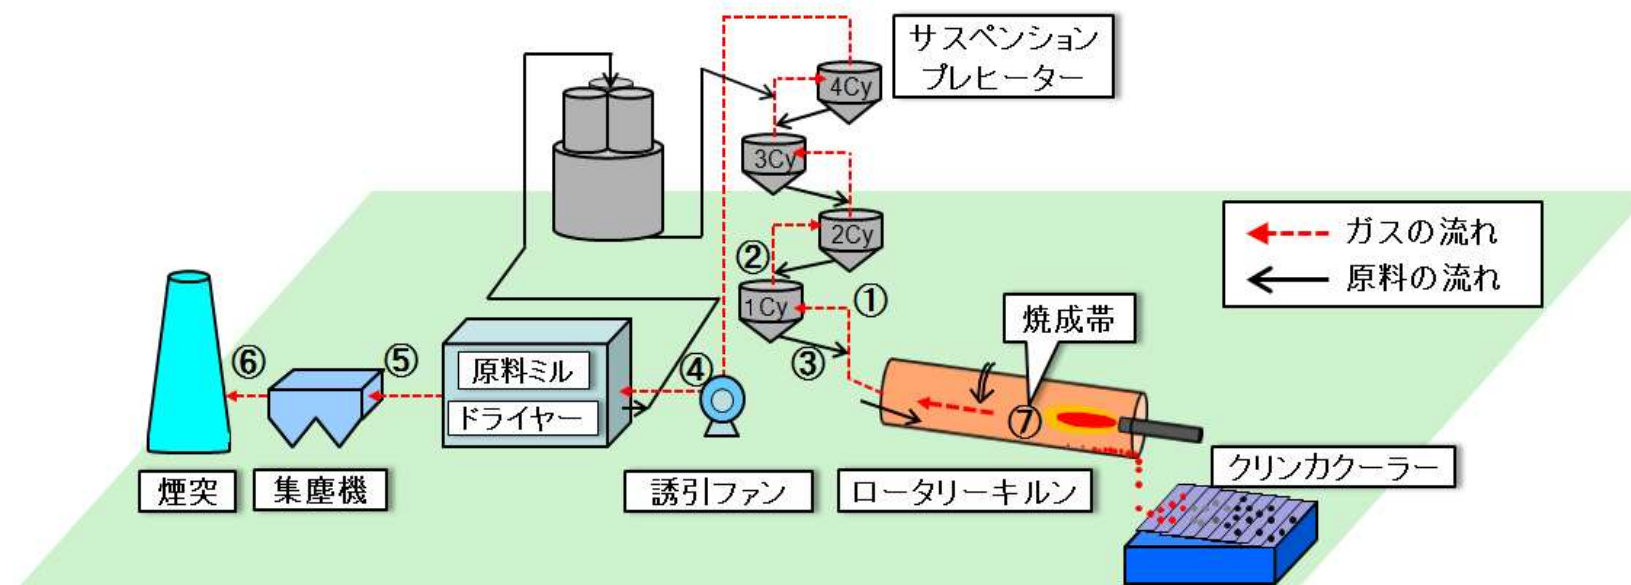 サスペンション
プレヒーター
4Cy
3Cy
2Cy
②
1Cy
①
③
ガスの流れ
原料の流れ
焼成帯
⑥
⑤
④
原料ミル
ドライヤー
⑦
煙突
集塵機
誘引ファン
ロータリーキルン
クリンカクーラー